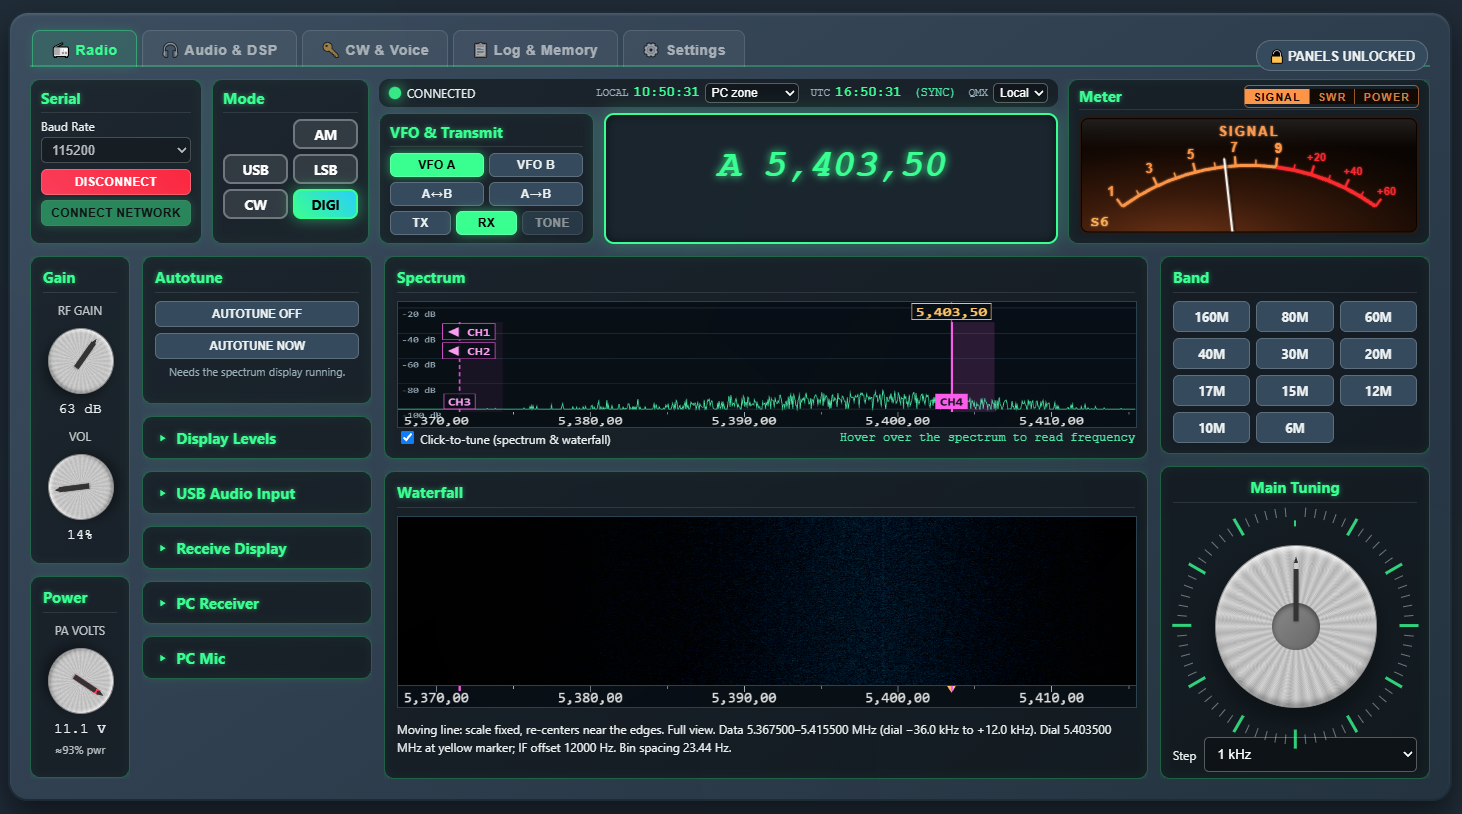 Radio
Audio & DSP
CW & Voice
Log & Memory
Settings
PANELS UNLOCKED
Serial
Baud Rate
115200
DISCONNECT
CONNECT NETWORK
Mode
AM
USB
LSB
CW
DIGI
CONNECTED
LOCAL 10:50:31 PC zone UTC 16:50:31 (SYNC) QMX Local
VFO & Transmit
VFO A
VFO B
A↔B
A→B
TX
RX
TONE
A 5,403,50
Meter
SIGNAL SWR POWER
SIGNAL
1 3 5 7 9 +20 +40 +60
S6
Gain
RF GAIN
63 dB
VOL
14%
Power
PA VOLTS
11.1 V
≈93% pwr
Autotune
AUTOTUNE OFF
AUTOTUNE NOW
Needs the spectrum display running.
Display Levels
USB Audio Input
Receive Display
PC Receiver
PC Mic
Spectrum
5,403,50
-20 dB
CH1
-40 dB
CH2
-60 dB
-80 dB
CH3
CH4
-100 dB
5,370,00 5,380,00 5,390,00 5,400,00 5,410,00
Click-to-tune (spectrum & waterfall)
Hover over the spectrum to read frequency
Waterfall
5,370,00 5,380,00 5,390,00 5,400,00 5,410,00
Moving line: scale fixed, re-centers near the edges. Full view. Data 5.367500–5.415500 MHz (dial −36.0 kHz to +12.0 kHz). Dial 5.403500
MHz at yellow marker; IF offset 12000 Hz. Bin spacing 23.44 Hz.
Band
160M 80M 60M
40M 30M 20M
17M 15M 12M
10M 6M
Main Tuning
Step 1 kHz